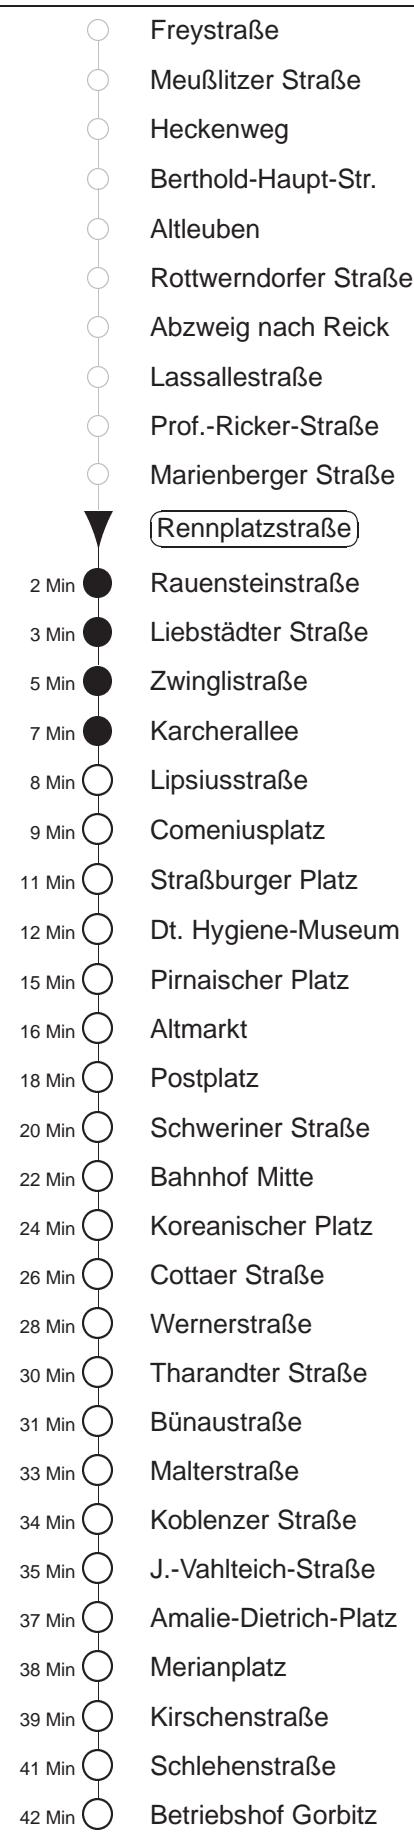 Freystraße
Meußlitzer Straße
Heckenweg
Berthold-Haupt-Str.
Altleuben
Rottwerndorfer Straße
Abzweig nach Reick
Lassallestraße
Prof.-Ricker-Straße
Marienberger Straße
Rennplatzstraße
2 Min Rauensteinstraße
3 Min Liebstädter Straße
5 Min Zwinglistraße
7 Min Karcherallee
8 Min Lipsiusstraße
9 Min Comeniusplatz
11 Min Straßburger Platz
12 Min Dt. Hygiene-Museum
15 Min Pirnaischer Platz
16 Min Altmarkt
18 Min Postplatz
20 Min Schweriner Straße
22 Min Bahnhof Mitte
24 Min Koreanischer Platz
26 Min Cottaer Straße
28 Min Wernerstraße
30 Min Tharandter Straße
31 Min Bünaustraße
33 Min Malterstraße
34 Min Koblenzer Straße
35 Min J.-Vahlteich-Straße
37 Min Amalie-Dietrich-Platz
38 Min Merianplatz
39 Min Kirschenstraße
41 Min Schlehenstraße
42 Min Betriebshof Gorbitz